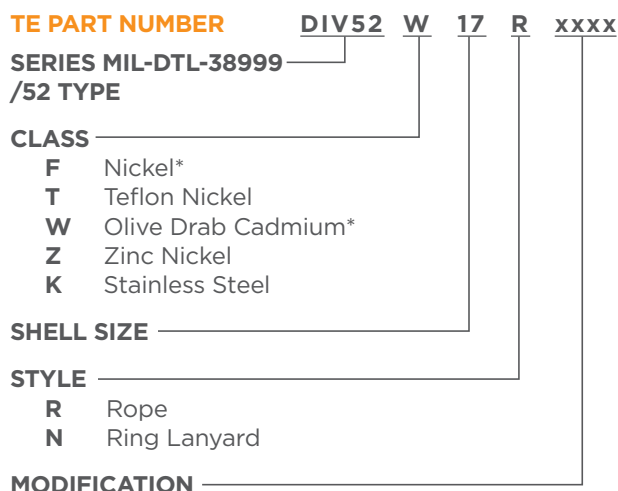 TE PART NUMBER DIV52 W 17 R xxxx
SERIES MIL-DTL-38999
/52 TYPE
CLASS
F Nickel*
T Teflon Nickel
W Olive Drab Cadmium*
Z Zinc Nickel
K Stainless Steel
SHELL SIZE
STYLE
R Rope
N Ring Lanyard
MODIFICATION